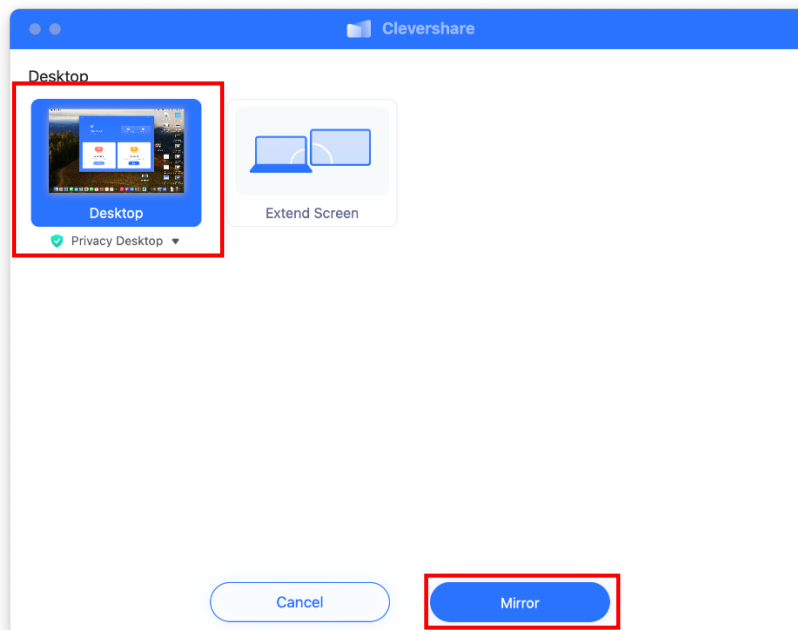 Clevershare
Desktop
Desktop
Extend Screen
Privacy Desktop
Cancel
Mirror